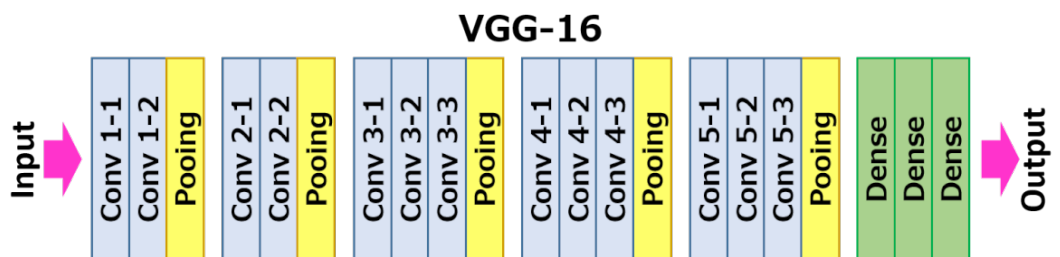 VGG-16
Input
Conv 1-1
Conv 1-2
Pooing
Conv 2-1
Conv 2-2
Pooing
Conv 3-1
Conv 3-2
Conv 3-3
Pooing
Conv 4-1
Conv 4-2
Conv 4-3
Pooing
Conv 5-1
Conv 5-2
Conv 5-3
Pooing
Dense
Dense
Dense
Output